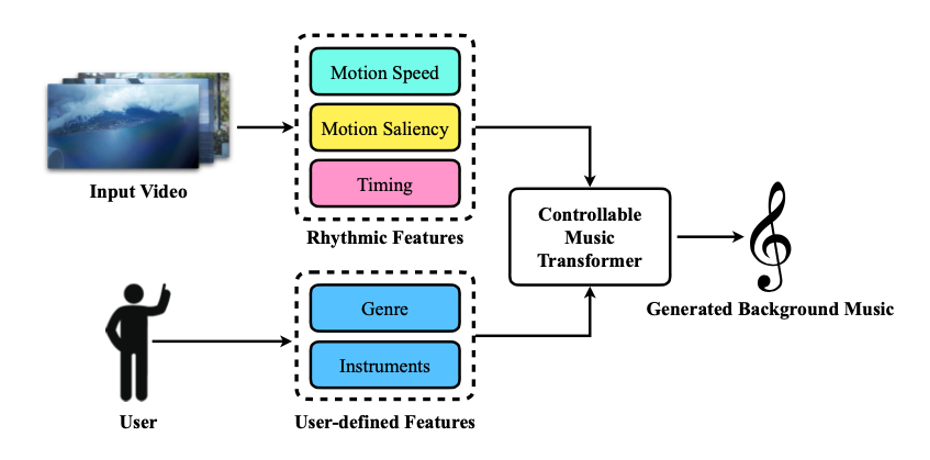 Motion Speed
Motion Saliency
Timing
Input Video
Rhythmic Features
Controllable
Music
Transformer
Genre
Instruments
User
User-defined Features
Generated Background Music